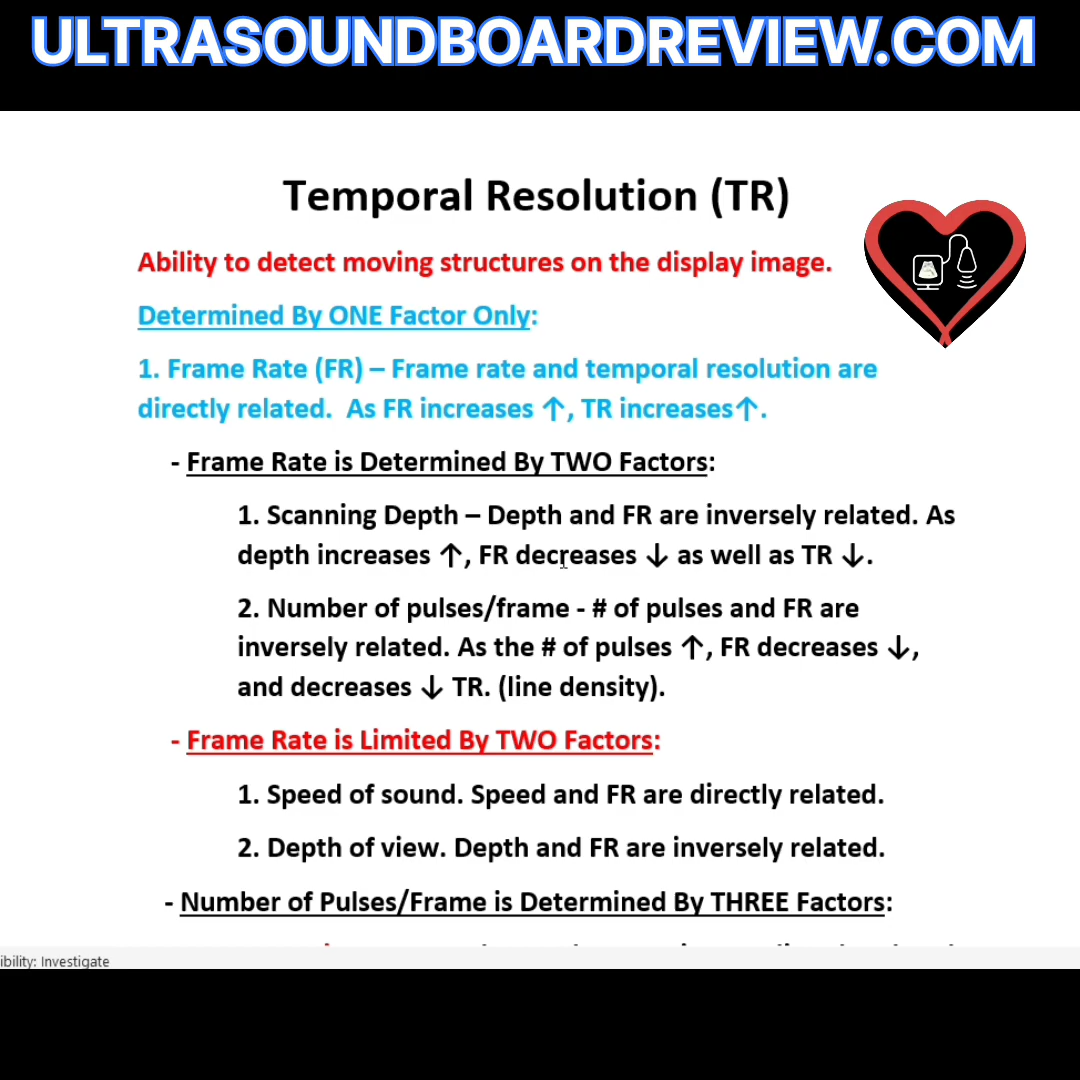 ULTRASOUNDBOARDREVIEW.COM
Temporal Resolution (TR)
Ability to detect moving structures on the display image.
Determined By ONE Factor Only:
1. Frame Rate (FR) – Frame rate and temporal resolution are
directly related.  As FR increases ↑, TR increases↑.
- Frame Rate is Determined By TWO Factors:
1. Scanning Depth – Depth and FR are inversely related. As
depth increases ↑, FR decreases ↓ as well as TR ↓.
2. Number of pulses/frame - # of pulses and FR are
inversely related. As the # of pulses ↑, FR decreases ↓,
and decreases ↓ TR. (line density).
- Frame Rate is Limited By TWO Factors:
1. Speed of sound. Speed and FR are directly related.
2. Depth of view. Depth and FR are inversely related.
- Number of Pulses/Frame is Determined By THREE Factors:
ibility: Investigate